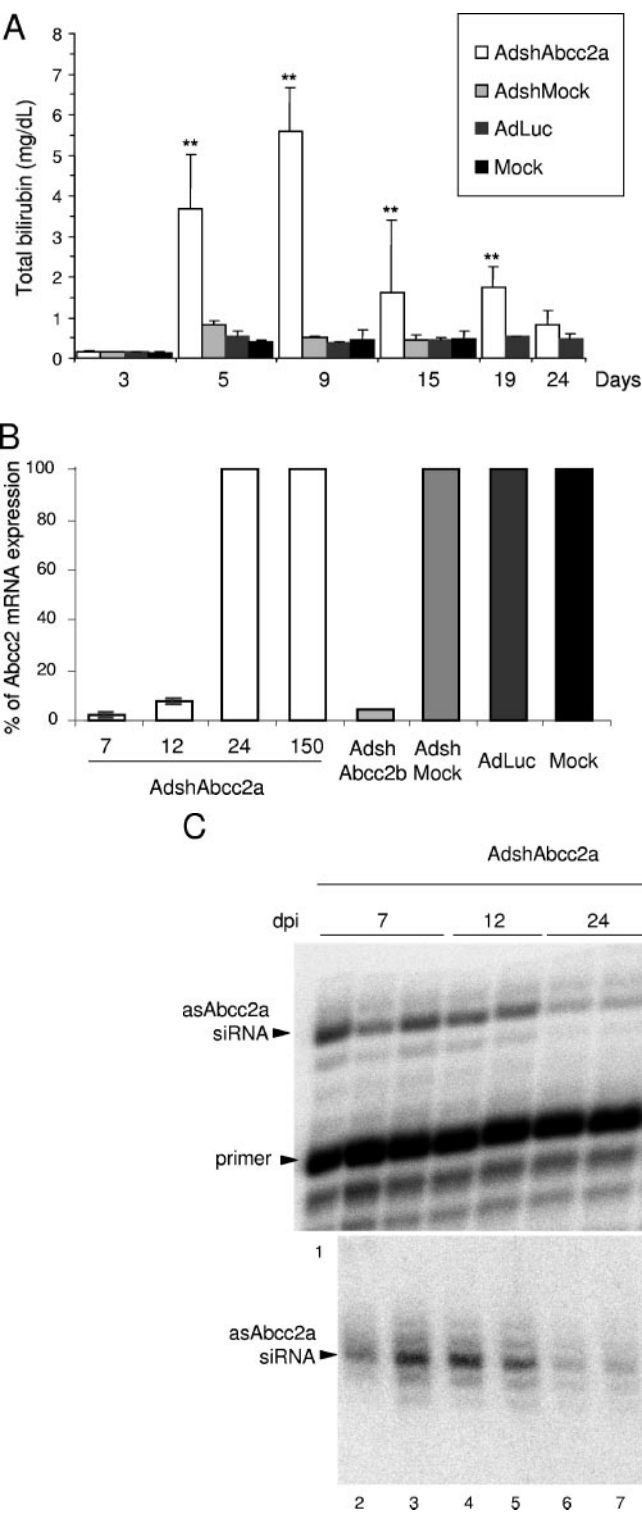 A
Total bilirubin (mg/dL)
8
7
6
5
4
3
2
1
0
** ** ** **
3 5 9 15 19 24 Days
AdshAbcc2a
AdshMock
AdLuc
Mock
B
% of Abcc2 mRNA expression
100
80
60
40
20
0
7 12 24 150
AdshAbcc2a
Adsh Abcc2b
Adsh Mock
AdLuc
Mock
C
AdshAbcc2a
dpi 7 12 24
asAbcc2a
siRNA
primer
1
asAbcc2a
siRNA
2 3 4 5 6 7